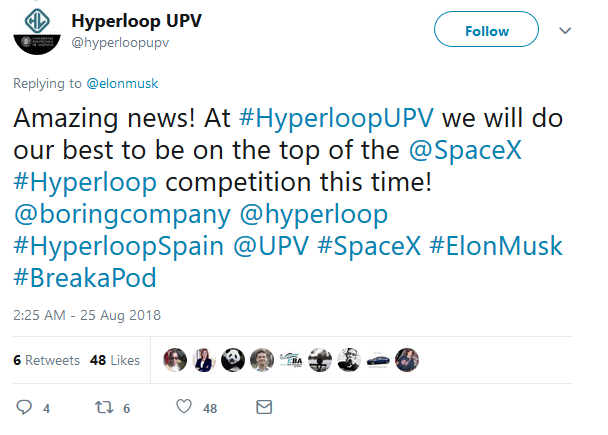 Hyperloop UPV
@hyperloopupv
Follow
Replying to @elonmusk
Amazing news! At #HyperloopUPV we will do
our best to be on the top of the @SpaceX
#Hyperloop competition this time!
@boringcompany @hyperloop
#HyperloopSpain @UPV #SpaceX #ElonMusk
#BreakaPod
2:25 AM - 25 Aug 2018
6 Retweets 48 Likes
4 6 48